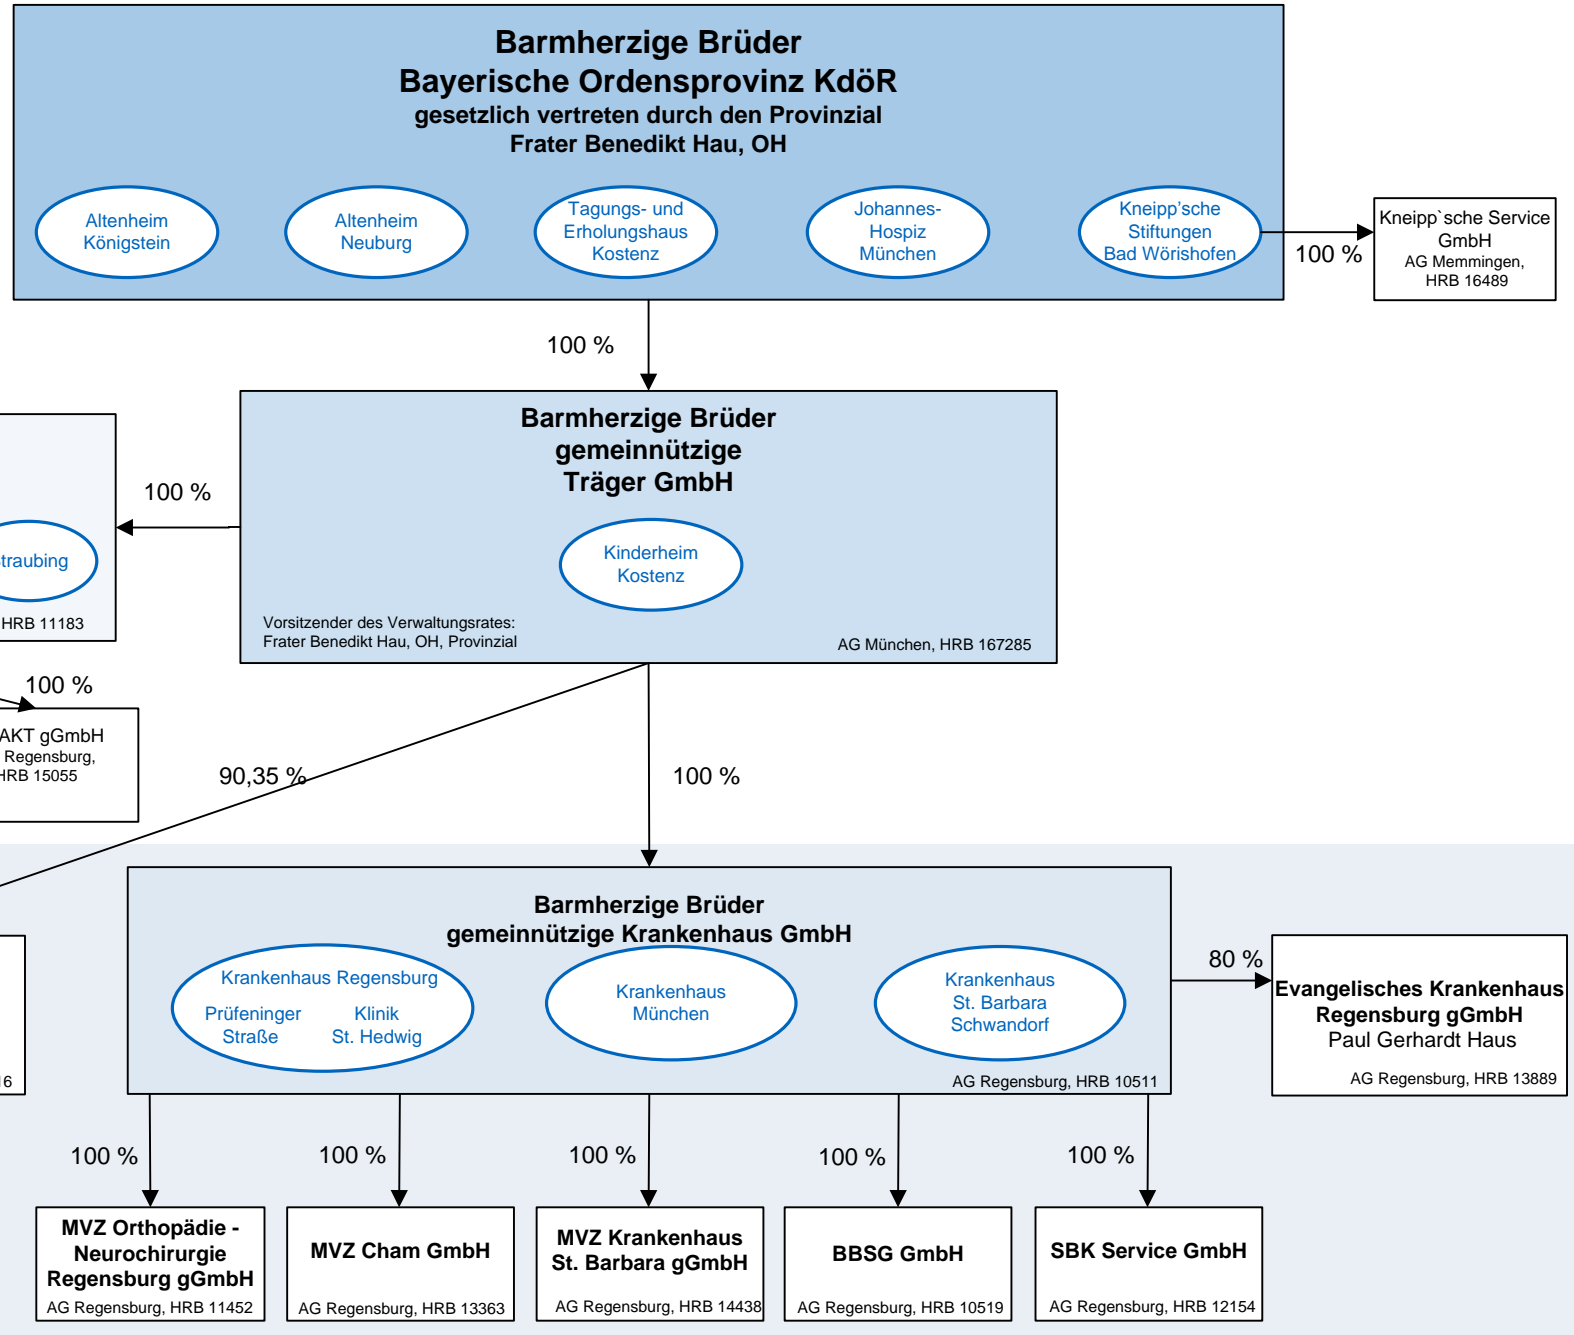 Barmherzige Brüder
Bayerische Ordensprovinz KdöR
gesetzlich vertreten durch den Provinzial
Frater Benedikt Hau, OH
Altenheim
Königstein
Altenheim
Neuburg
Tagungs- und
Erholungshaus
Kostenz
Johannes-
Hospiz
München
Kneipp'sche
Stiftungen
Bad Wörishofen
100 %
Kneipp`sche Service
GmbH
AG Memmingen,
HRB 16489
100 %
Barmherzige Brüder
gemeinnützige
Träger GmbH
Kinderheim
Kostenz
Vorsitzender des Verwaltungsrates:
Frater Benedikt Hau, OH, Provinzial
AG München, HRB 167285
100 %
traubing
HRB 11183
100 %
AKT gGmbH
Regensburg,
HRB 15055
90,35 %
100 %
Barmherzige Brüder
gemeinnützige Krankenhaus GmbH
Krankenhaus Regensburg
Prüfeninger
Straße
Klinik
St. Hedwig
Krankenhaus
München
Krankenhaus
St. Barbara
Schwandorf
AG Regensburg, HRB 10511
80 %
Evangelisches Krankenhaus
Regensburg gGmbH
Paul Gerhardt Haus
AG Regensburg, HRB 13889
16
100 %
100 %
100 %
100 %
100 %
MVZ Orthopädie -
Neurochirurgie
Regensburg gGmbH
AG Regensburg, HRB 11452
MVZ Cham GmbH
AG Regensburg, HRB 13363
MVZ Krankenhaus
St. Barbara gGmbH
AG Regensburg, HRB 14438
BBSG GmbH
AG Regensburg, HRB 10519
SBK Service GmbH
AG Regensburg, HRB 12154